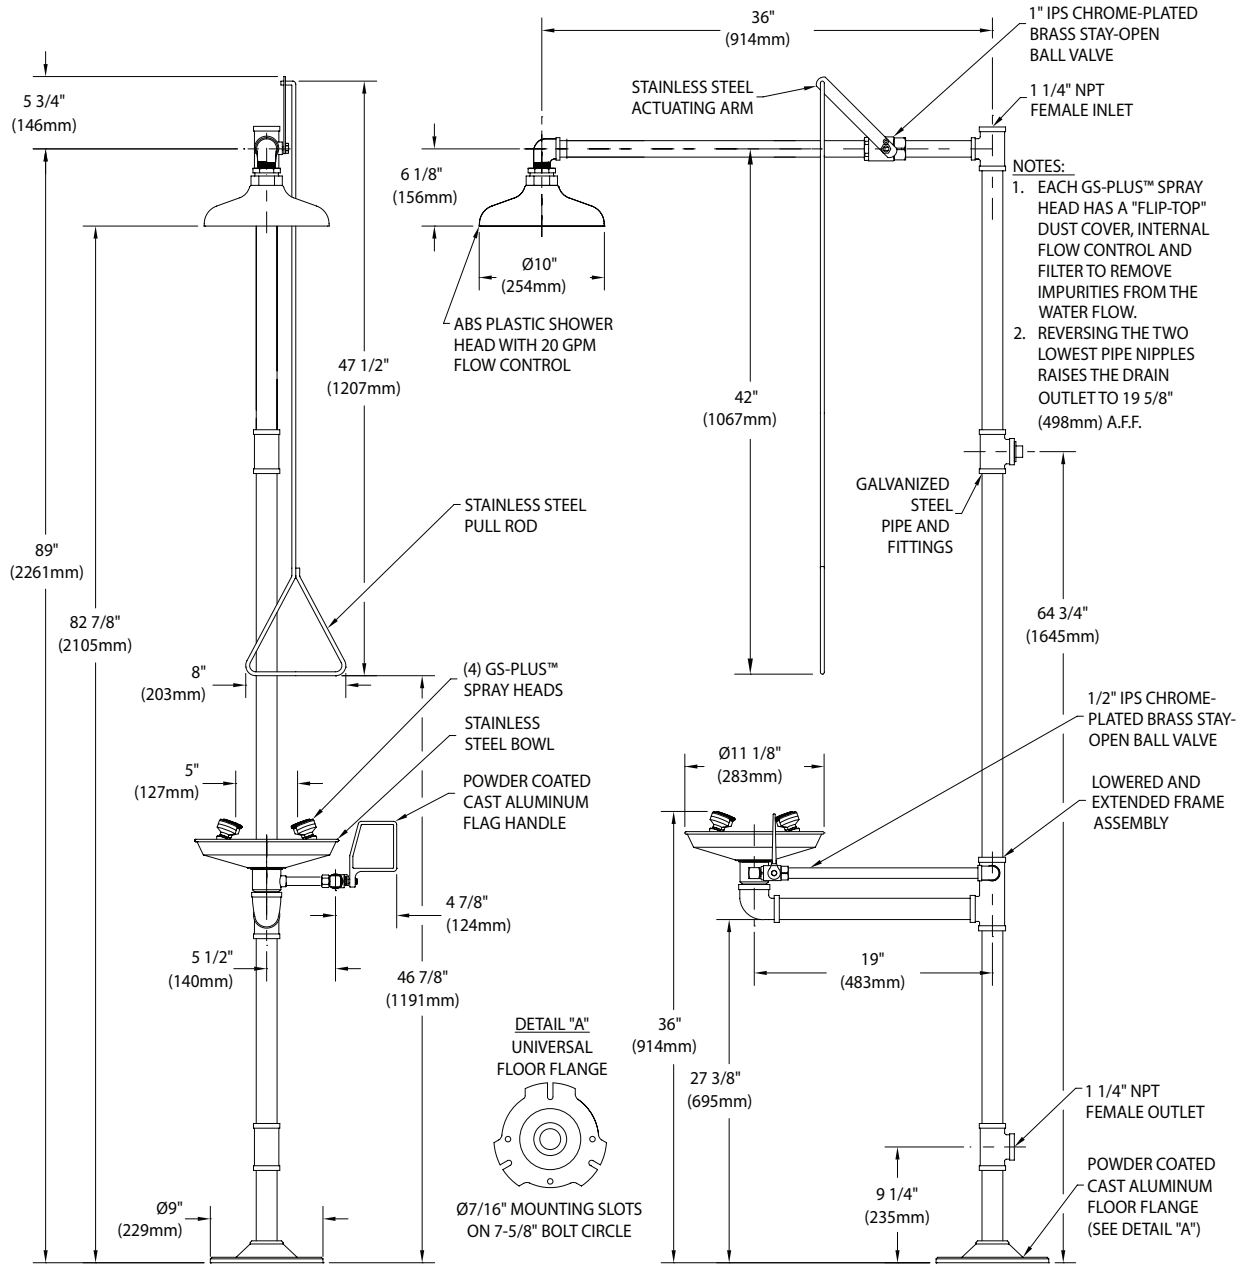 36"
(914mm)
1" IPS CHROME-PLATED
BRASS STAY-OPEN
BALL VALVE
5 3/4"
(146mm)
STAINLESS STEEL
ACTUATING ARM
1 1/4" NPT
FEMALE INLET
6 1/8"
(156mm)
NOTES:
1. EACH GS-PLUS™ SPRAY
HEAD HAS A "FLIP-TOP"
DUST COVER, INTERNAL
FLOW CONTROL AND
FILTER TO REMOVE
IMPURITIES FROM THE
WATER FLOW.
2. REVERSING THE TWO
LOWEST PIPE NIPPLES
RAISES THE DRAIN
OUTLET TO 19 5/8"
(498mm) A.F.F.
Ø10"
(254mm)
ABS PLASTIC SHOWER
HEAD WITH 20 GPM
FLOW CONTROL
47 1/2"
(1207mm)
42"
(1067mm)
GALVANIZED
STEEL
PIPE AND
FITTINGS
STAINLESS STEEL
PULL ROD
89"
(2261mm)
82 7/8"
(2105mm)
64 3/4"
(1645mm)
8"
(203mm)
(4) GS-PLUS™
SPRAY HEADS
STAINLESS
STEEL BOWL
1/2" IPS CHROME-
PLATED BRASS STAY-
OPEN BALL VALVE
Ø11 1/8"
(283mm)
5"
(127mm)
POWDER COATED
CAST ALUMINUM
FLAG HANDLE
LOWERED AND
EXTENDED FRAME
ASSEMBLY
4 7/8"
(124mm)
5 1/2"
(140mm)
46 7/8"
(1191mm)
19"
(483mm)
36"
(914mm)
DETAIL "A"
UNIVERSAL
FLOOR FLANGE
27 3/8"
(695mm)
1 1/4" NPT
FEMALE OUTLET
POWDER COATED
CAST ALUMINUM
FLOOR FLANGE
(SEE DETAIL "A")
9 1/4"
(235mm)
Ø9"
(229mm)
Ø7/16" MOUNTING SLOTS
ON 7-5/8" BOLT CIRCLE